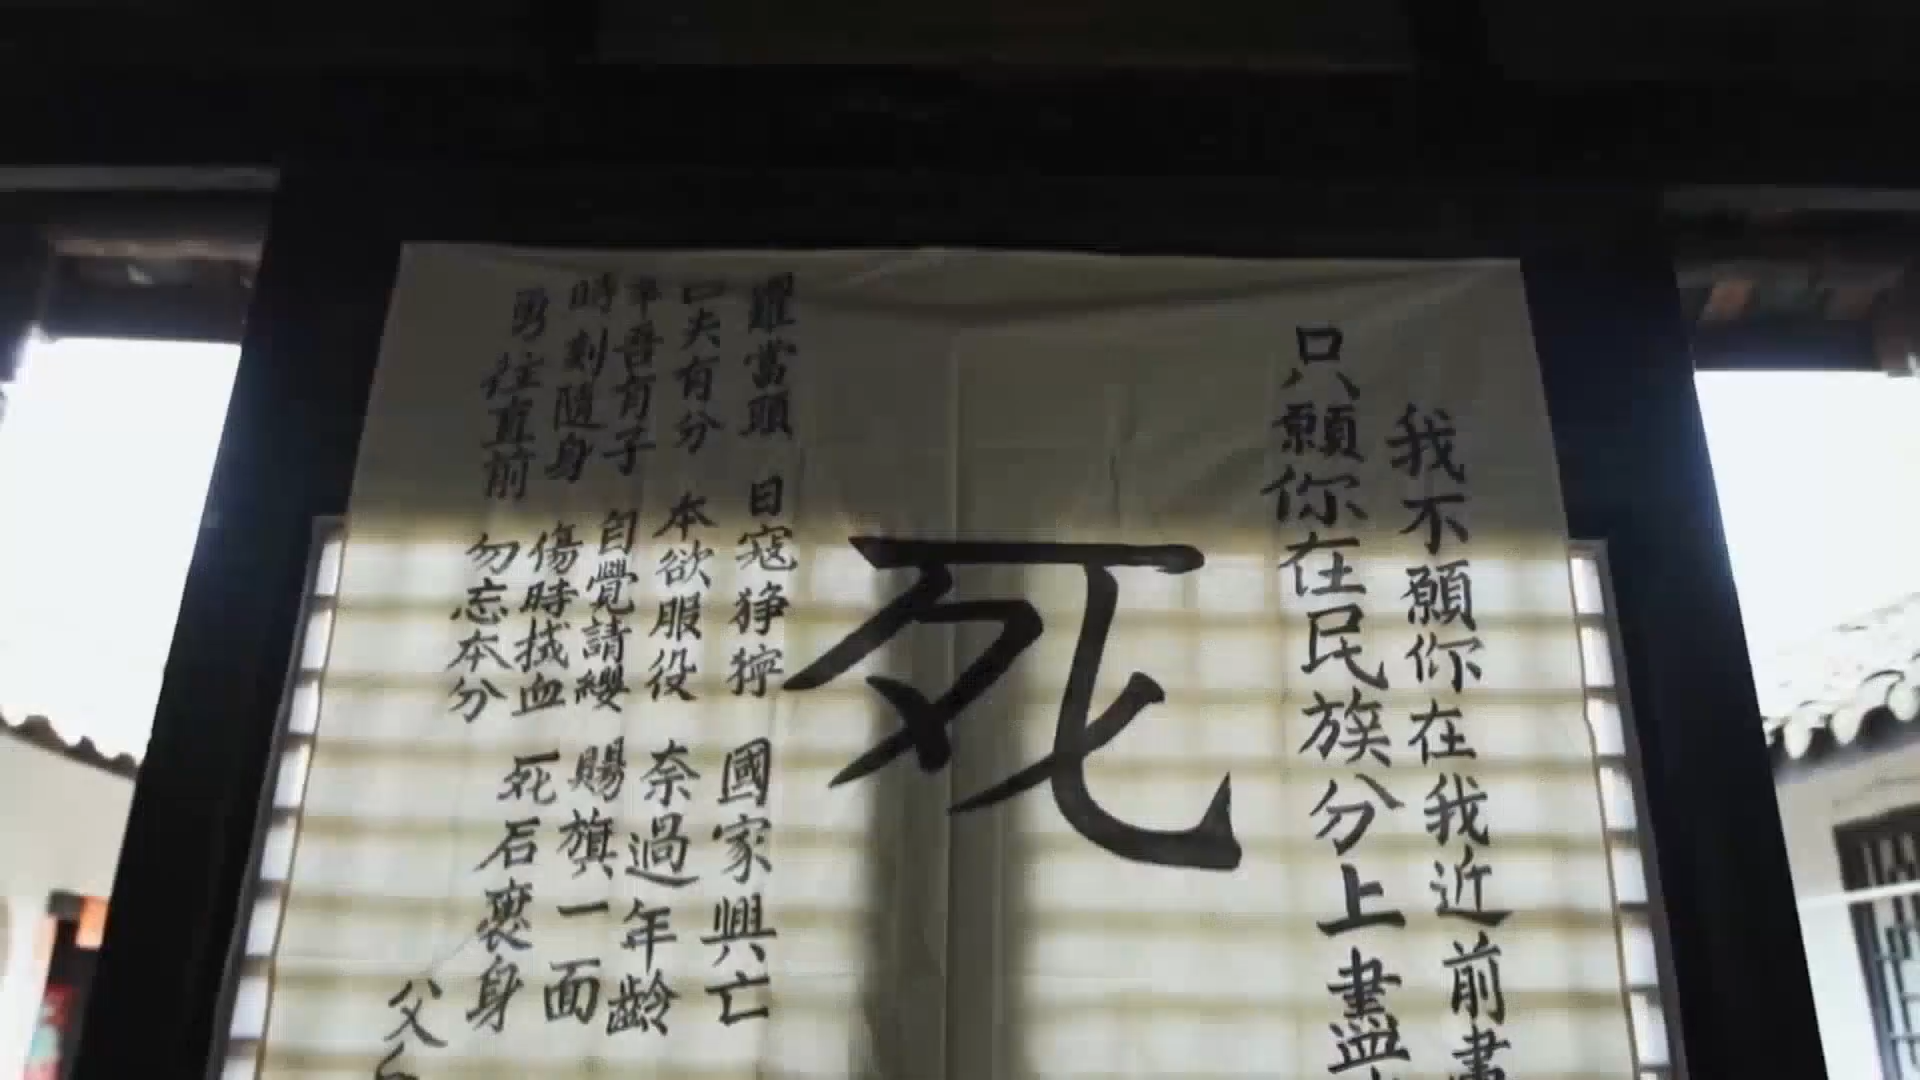 我不願你在我近前盡
只願你在民族分上盡
死
難當頭 日寇猙獰 國家興亡
匹夫有分 本欲服役 奈過年齡
幸吾有子 自覺請纓 賜旗一面
時刻隨身 傷時拭血 死后裹身
勇往直前 勿忘本分
父